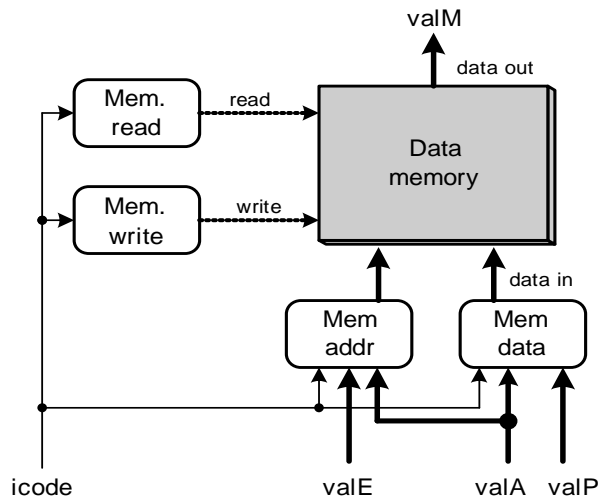 valM
data out
Mem.
read
read
Data
memory
Mem.
write
write
data in
Mem
addr
Mem
data
icode
valE
valA
valP